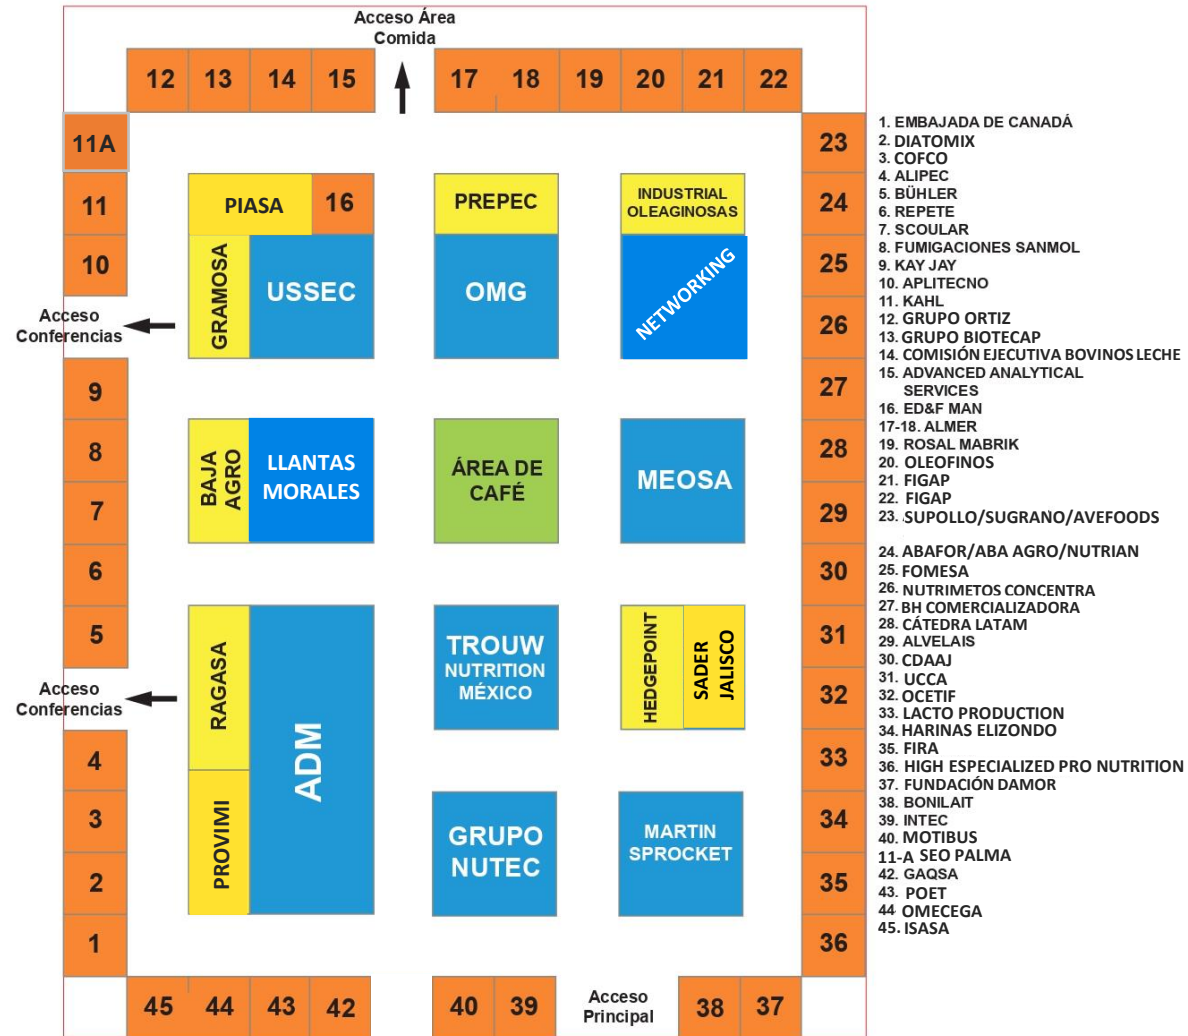 Acceso Área
Comida
12 13 14 15 17 18 19 20 21 22
11A
11
10
Acceso
Conferencias
9
8
7
6
5
Acceso
Conferencias
4
3
2
1
PIASA
16
GRAMOSA
USSEC
PREPEC
OMG
INDUSTRIAL
OLEAGINOSAS
NETWORKING
BAJA
AGRO
LLANTAS
MORALES
ÁREA DE
CAFÉ
MEOSA
RAGASA
PROVIMI
ADM
TROUW
NUTRITION
MÉXICO
HEDGEPOINT
SADER
JALISCO
GRUPO
NUTEC
MARTIN
SPROCKET
23
24
25
26
27
28
29
30
31
32
33
34
35
36
45 44 43 42 40 39
Acceso
Principal
38 37
1. EMBAJADA DE CANADÁ
2. DIATOMIX
3. COFCO
4. ALIPEC
5. BÜHLER
6. REPETE
7. SCOULAR
8. FUMIGACIONES SANMOL
9. KAY JAY
10. APLITECNO
11. KAHL
12. GRUPO ORTIZ
13. GRUPO BIOTECAP
14. COMISIÓN EJECUTIVA BOVINOS LECHE
15. ADVANCED ANALYTICAL
SERVICES
16. ED&F MAN
17-18. ALMER
19. ROSAL MABRIK
20. OLEOFINOS
21. FIGAP
22. FIGAP
23. SUPOLLO/SUGRANO/AVEFOODS
24. ABAFOR/ABA AGRO/NUTRIAN
25. FOMESA
26. NUTRIMETOS CONCENTRA
27. BH COMERCIALIZADORA
28. CÁTEDRA LATAM
29. ALVELAIS
30. CDAAJ
31. UCCA
32. OCETIF
33. LACTO PRODUCTION
34. HARINAS ELIZONDO
35. FIRA
36. HIGH ESPECIALIZED PRO NUTRITION
37. FUNDACIÓN DAMOR
38. BONILAIT
39. INTEC
40. MOTIBUS
11-A SEO PALMA
42. GAQSA
43. POET
44 OMECEGA
45. ISASA